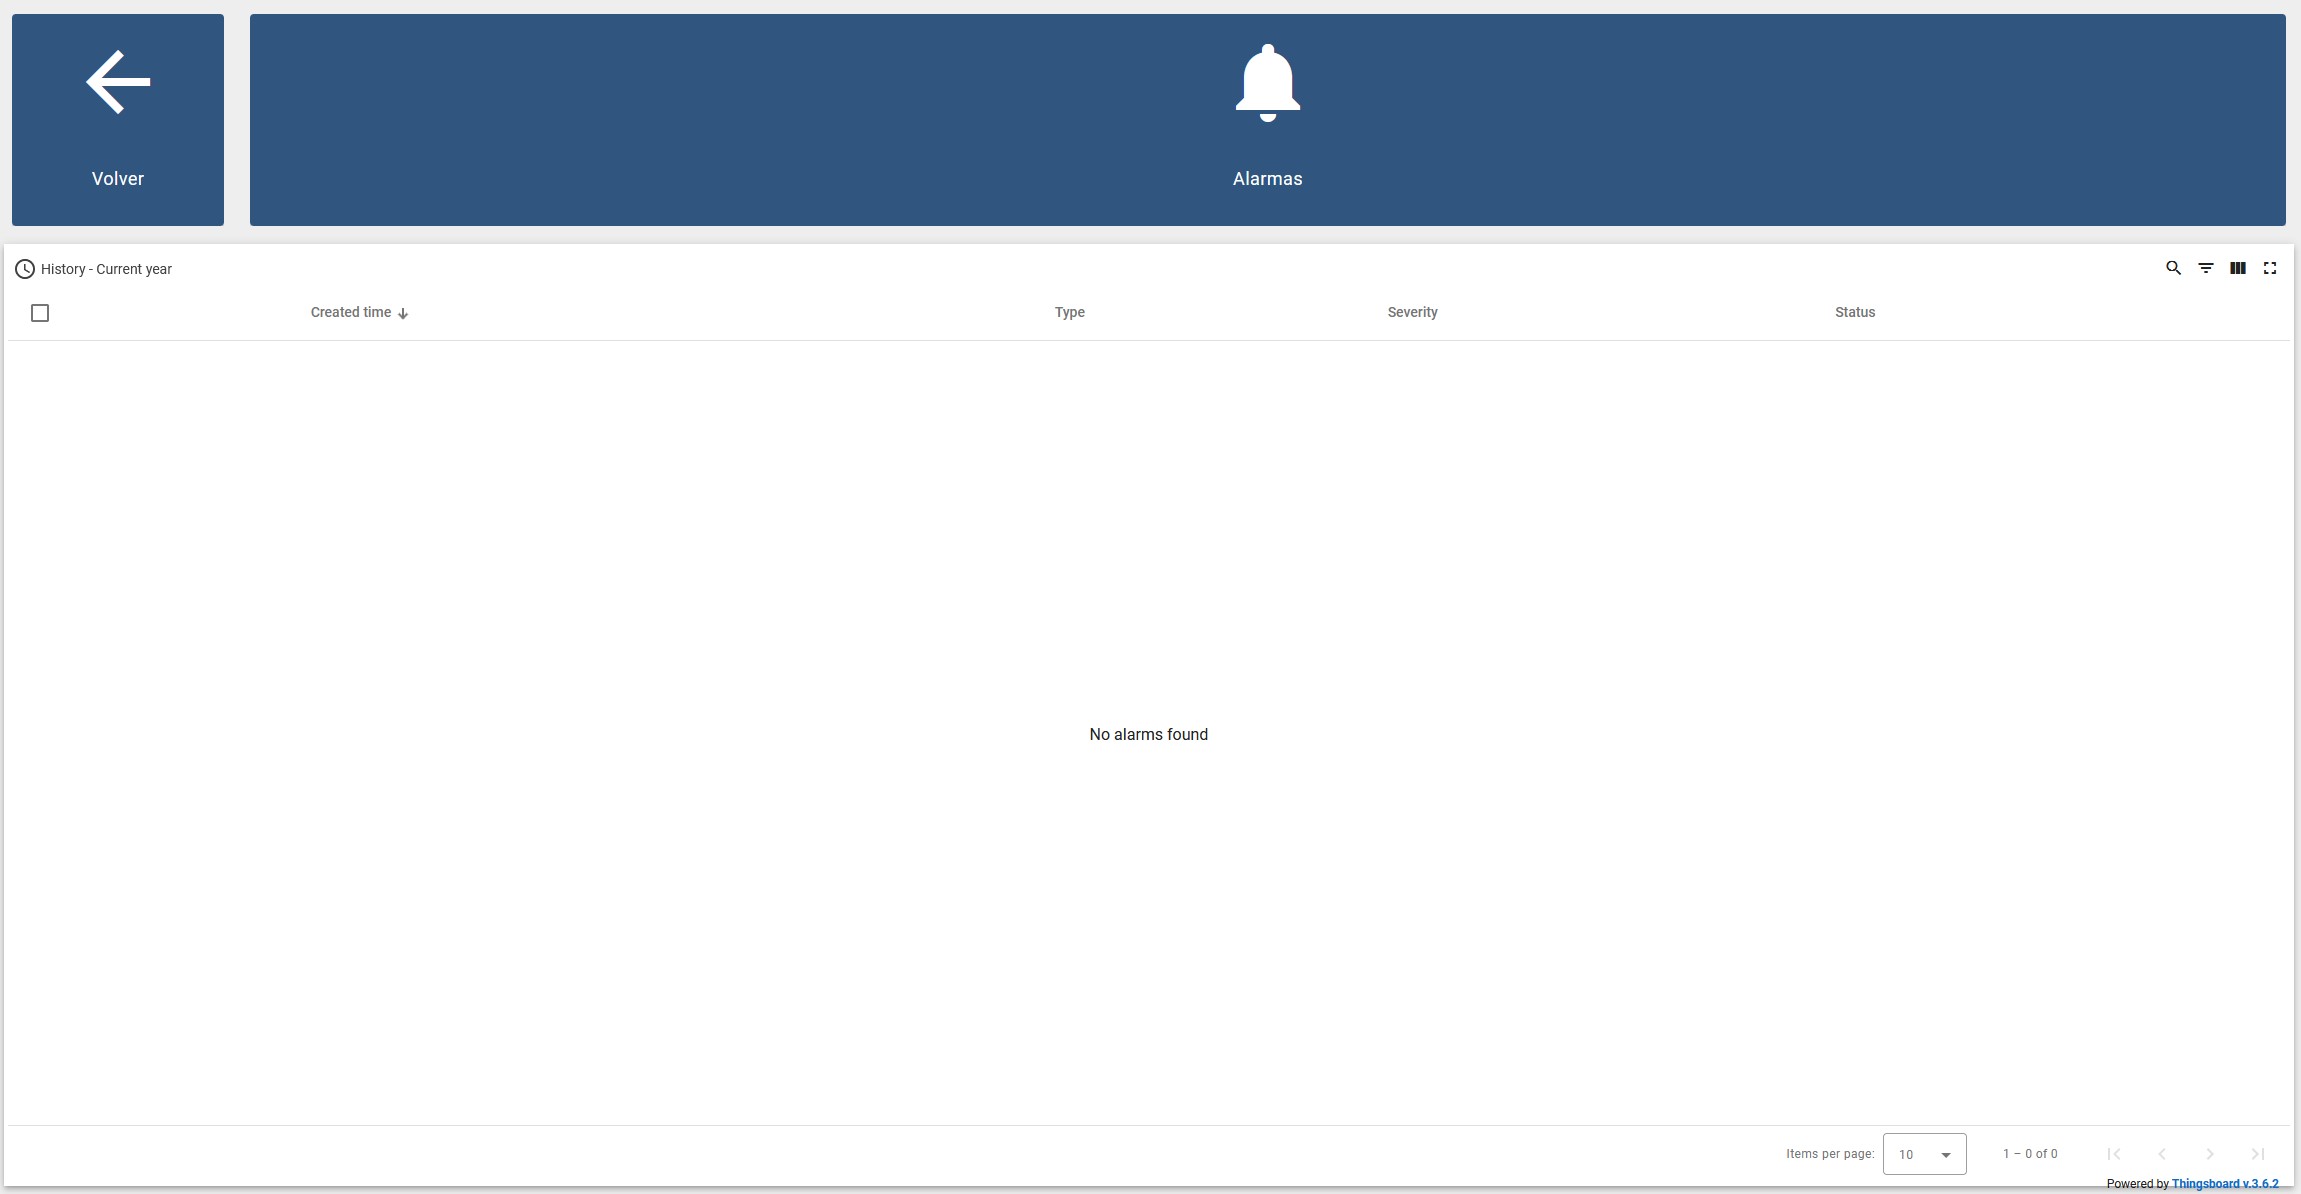 Volver
Alarmas
History - Current year
Created time
Type
Severity
Status
No alarms found
Items per page:
10
1 – 0 of 0
Powered by Thingsboard v.3.6.2